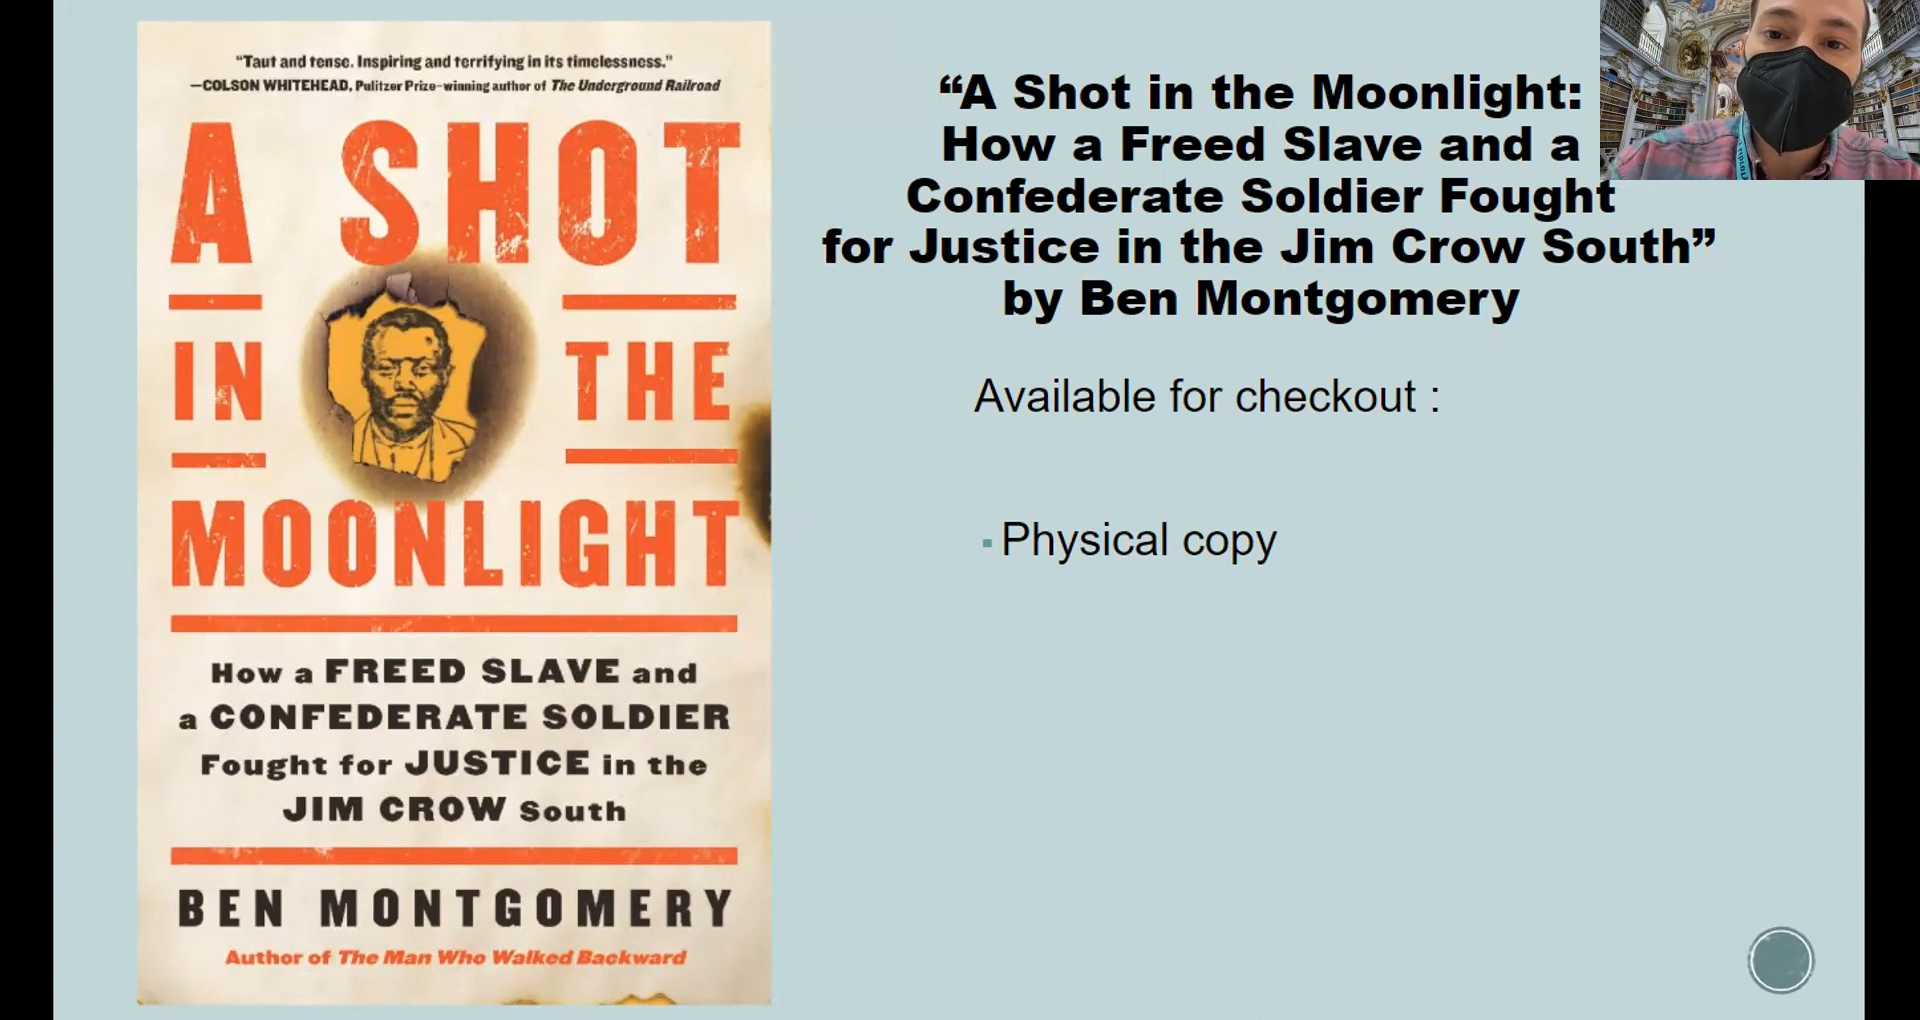 “Taut and tense. Inspiring and terrifying in its timelessness.”
—COLSON WHITEHEAD, Pulitzer Prize-winning author of The Underground Railroad
A SHOT
IN THE
MOONLIGHT
How a FREED SLAVE and
a CONFEDERATE SOLDIER
Fought for JUSTICE in the
JIM CROW South
BEN MONTGOMERY
Author of The Man Who Walked Backward
“A Shot in the Moonlight:
How a Freed Slave and a
Confederate Soldier Fought
for Justice in the Jim Crow South”
by Ben Montgomery
Available for checkout :
▪ Physical copy